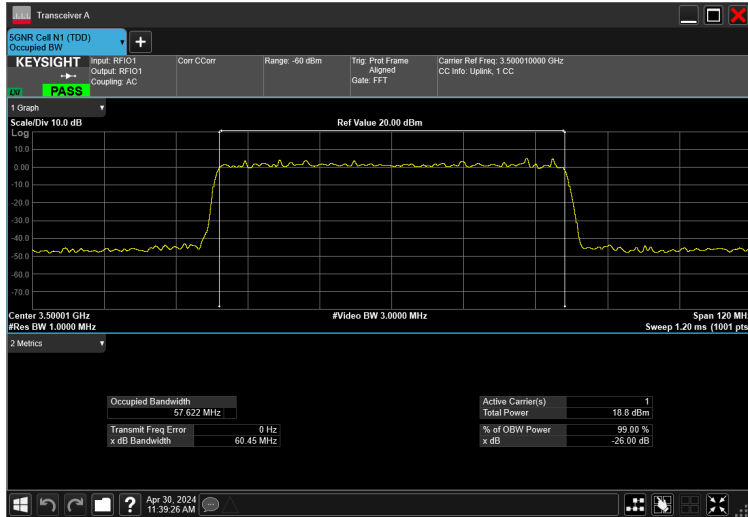 Transceiver A
5GNR Cell N1 (TDD)
Occupied BW
KEYSIGHT
LXI
PASS
Input: RFIO1
Output: RFIO1
Coupling: AC
Corr CCorr
Range: -60 dBm
Trig: Prot Frame
Aligned
Gate: FFT
Carrier Ref Freq: 3.500010000 GHz
CC Info: Uplink, 1 CC
1 Graph
Scale/Div 10.0 dB
Ref Value 20.00 dBm
Log
10.0
0.00
-10.0
-20.0
-30.0
-40.0
-50.0
-60.0
-70.0
Center 3.50001 GHz
#Video BW 3.0000 MHz
Span 120 MH
#Res BW 1.0000 MHz
Sweep 1.20 ms (1001 pts
2 Metrics
Occupied Bandwidth
57.622 MHz
Transmit Freq Error 0 Hz
x dB Bandwidth 60.45 MHz
Active Carrier(s) 1
Total Power 18.8 dBm
% of OBW Power 99.00 %
x dB -26.00 dB
?
Apr 30, 2024
11:39:26 AM